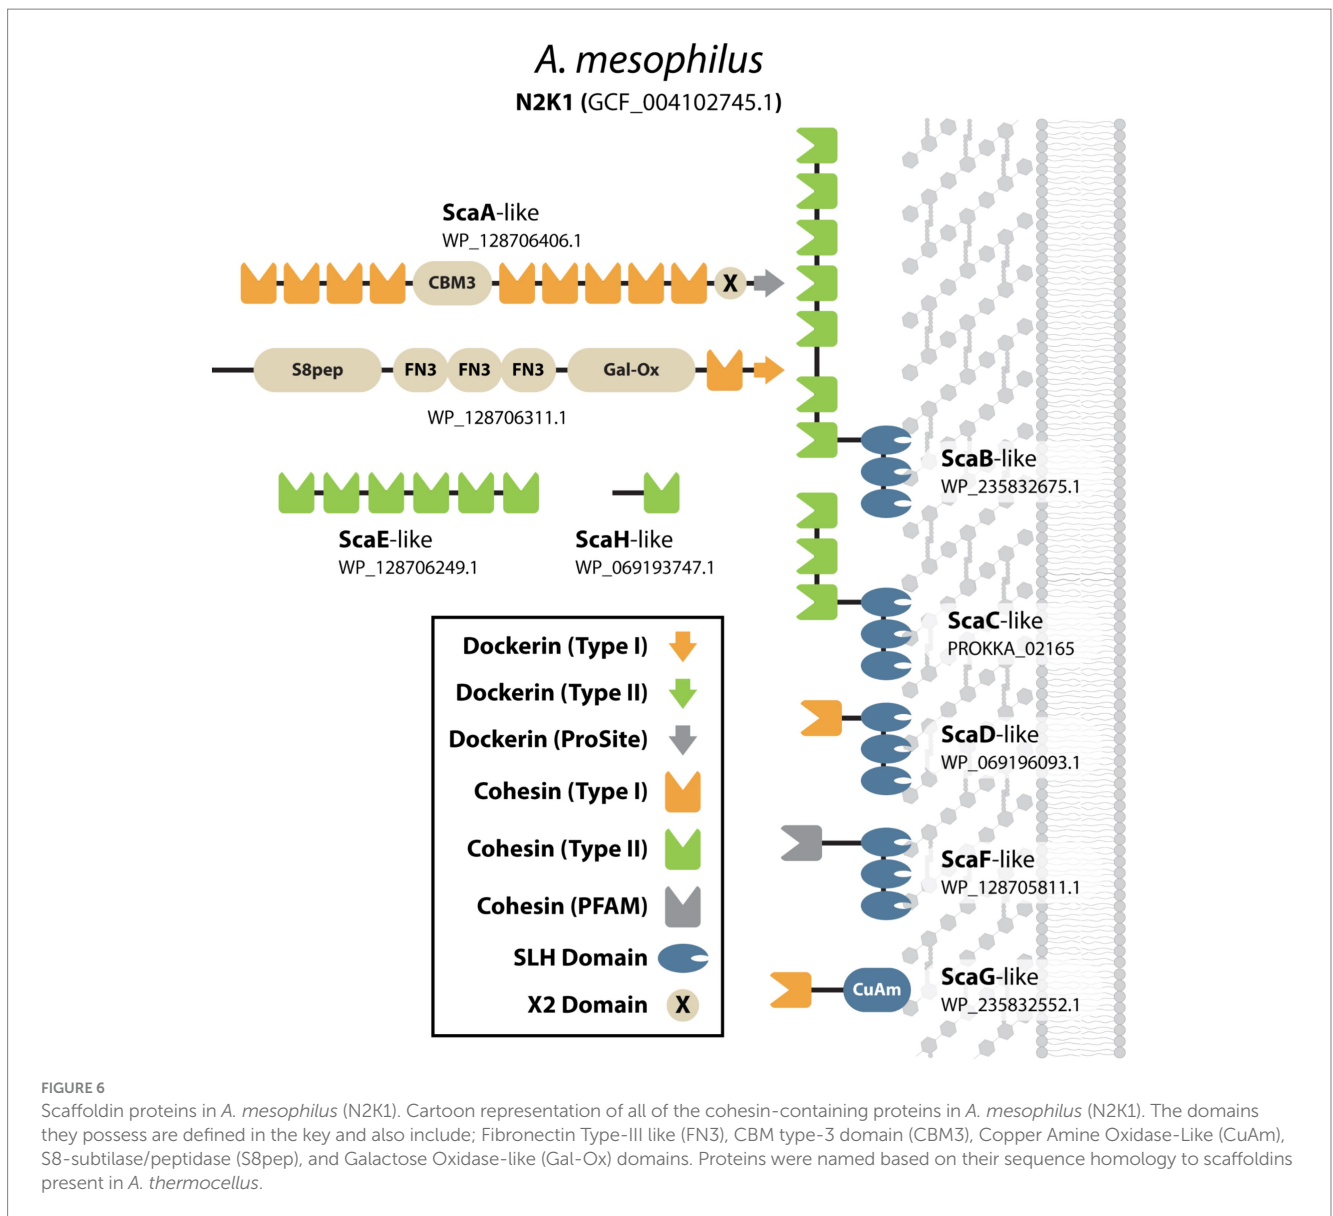 A. mesophilus
N2K1 (GCF_004102745.1)
ScaA-like
WP_128706406.1
CBM3
X
S8pep
FN3
FN3
FN3
Gal-Ox
WP_128706311.1
ScaB-like
WP_235832675.1
ScaE-like
WP_128706249.1
ScaH-like
WP_069193747.1
ScaC-like
PROKKA_02165
Dockerin (Type I)
Dockerin (Type II)
Dockerin (ProSite)
Cohesin (Type I)
Cohesin (Type II)
Cohesin (PFAM)
SLH Domain
X2 Domain
X
ScaD-like
WP_069196093.1
ScaF-like
WP_128705811.1
CuAm
ScaG-like
WP_235832552.1
FIGURE 6
Scaffoldin proteins in A. mesophilus (N2K1). Cartoon representation of all of the cohesin-containing proteins in A. mesophilus (N2K1). The domains
they possess are defined in the key and also include; Fibronectin Type-III like (FN3), CBM type-3 domain (CBM3), Copper Amine Oxidase-Like (CuAm),
S8-subtilase/peptidase (S8pep), and Galactose Oxidase-like (Gal-Ox) domains. Proteins were named based on their sequence homology to scaffoldins
present in A. thermocellus.